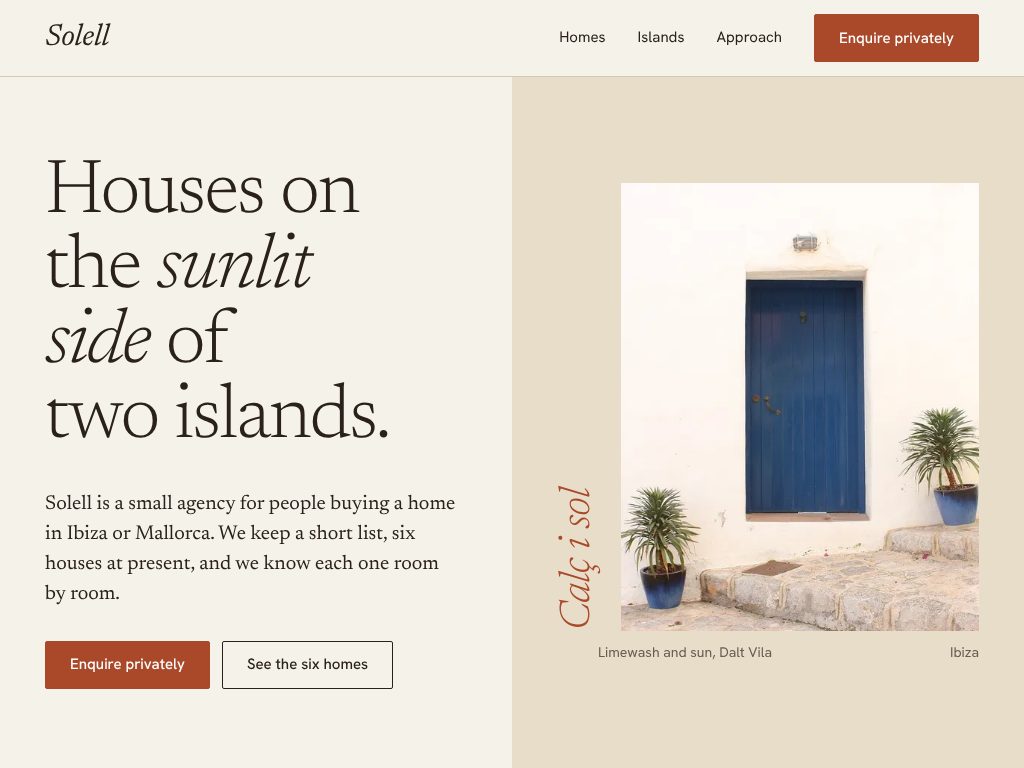 Solell
Homes
Islands
Approach
Enquire privately
Houses on
the sunlit
side of
two islands.
Solell is a small agency for people buying a home
in Ibiza or Mallorca. We keep a short list, six
houses at present, and we know each one room
by room.
Enquire privately
See the six homes
Calç i sol
Limewash and sun, Dalt Vila
Ibiza